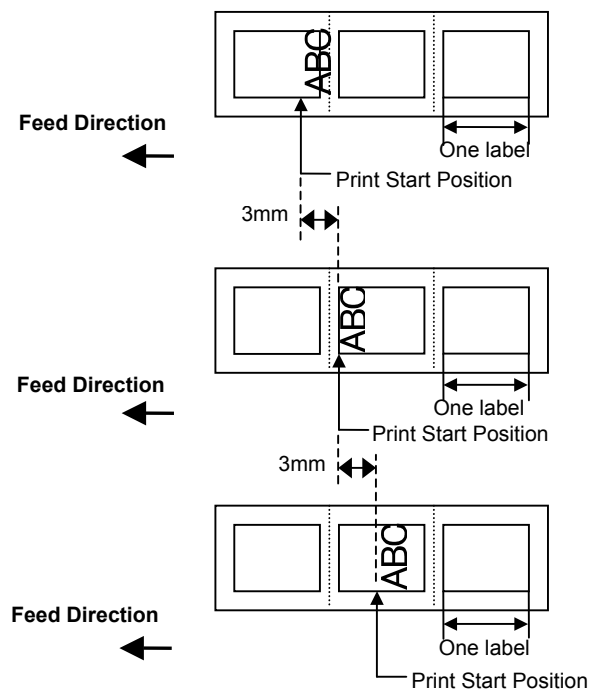 ABC
Feed Direction
One label
Print Start Position
3mm
ABC
Feed Direction
One label
Print Start Position
3mm
ABC
Feed Direction
One label
Print Start Position